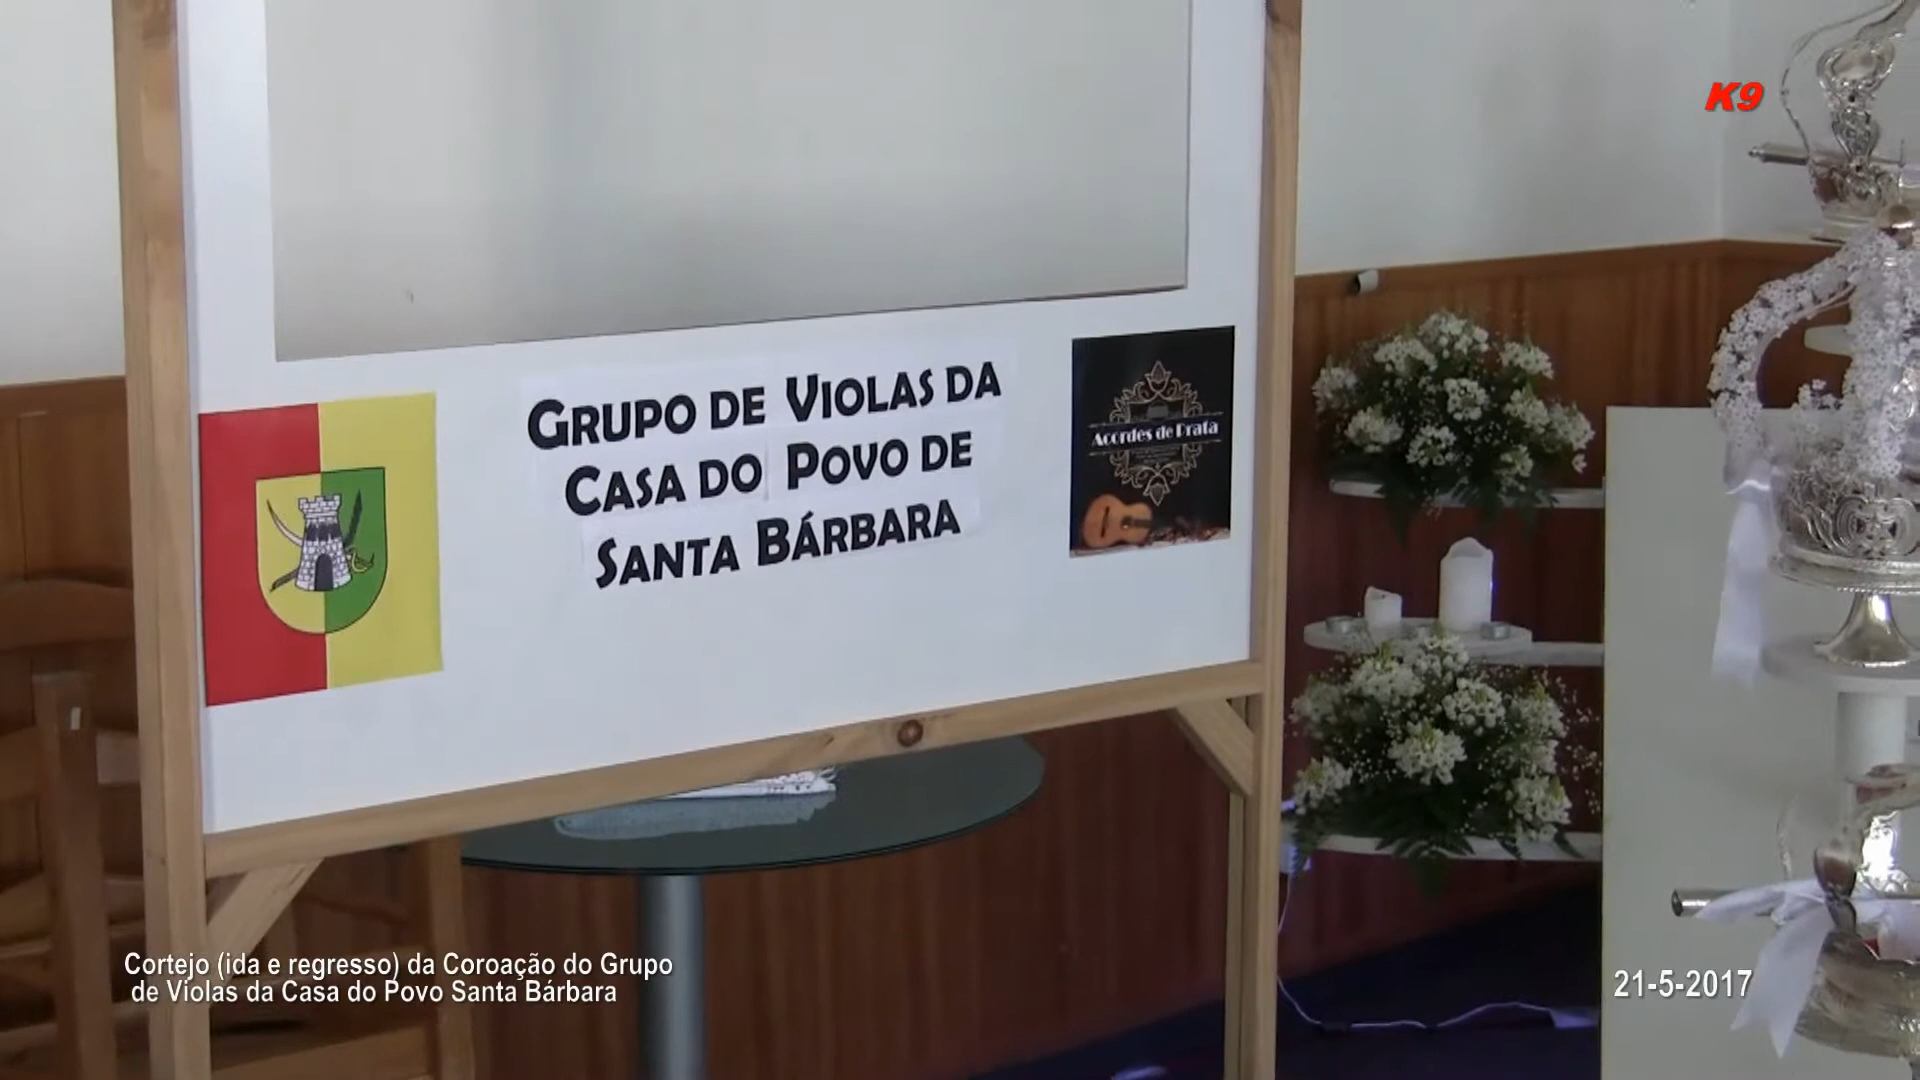 K9
GRUPO DE VIOLAS DA
CASA DO POVO DE
SANTA BÁRBARA
Acordes de Prata
Cortejo (ida e regresso) da Coroação do Grupo
de Violas da Casa do Povo Santa Bárbara
21-5-2017